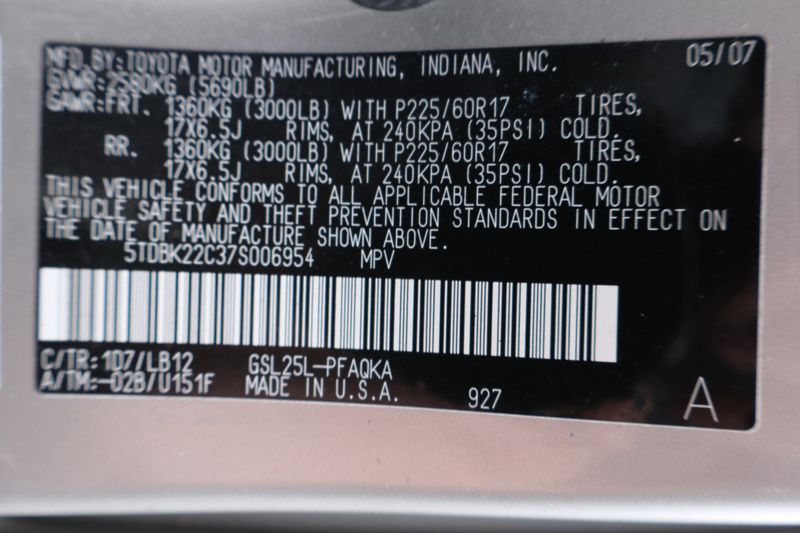 MFD. BY: TOYOTA MOTOR MANUFACTURING, INDIANA, INC. 05/07
GVWR: 2580KG (5690LB)
GAWR: FRT. 1360KG (3000LB) WITH P225/60R17 TIRES,
17X6.5J RIMS, AT 240KPA (35PSI) COLD.
RR. 1360KG (3000LB) WITH P225/60R17 TIRES,
17X6.5J RIMS, AT 240KPA (35PSI) COLD.
THIS VEHICLE CONFORMS TO ALL APPLICABLE FEDERAL MOTOR
VEHICLE SAFETY AND THEFT PREVENTION STANDARDS IN EFFECT ON
THE DATE OF MANUFACTURE SHOWN ABOVE.
5TDBK22C37S006954 MPV
C/TR: 1D7/LB12 GSL25L-PFAQKA
A/TM: -02B/U151F MADE IN U.S.A. 927 A